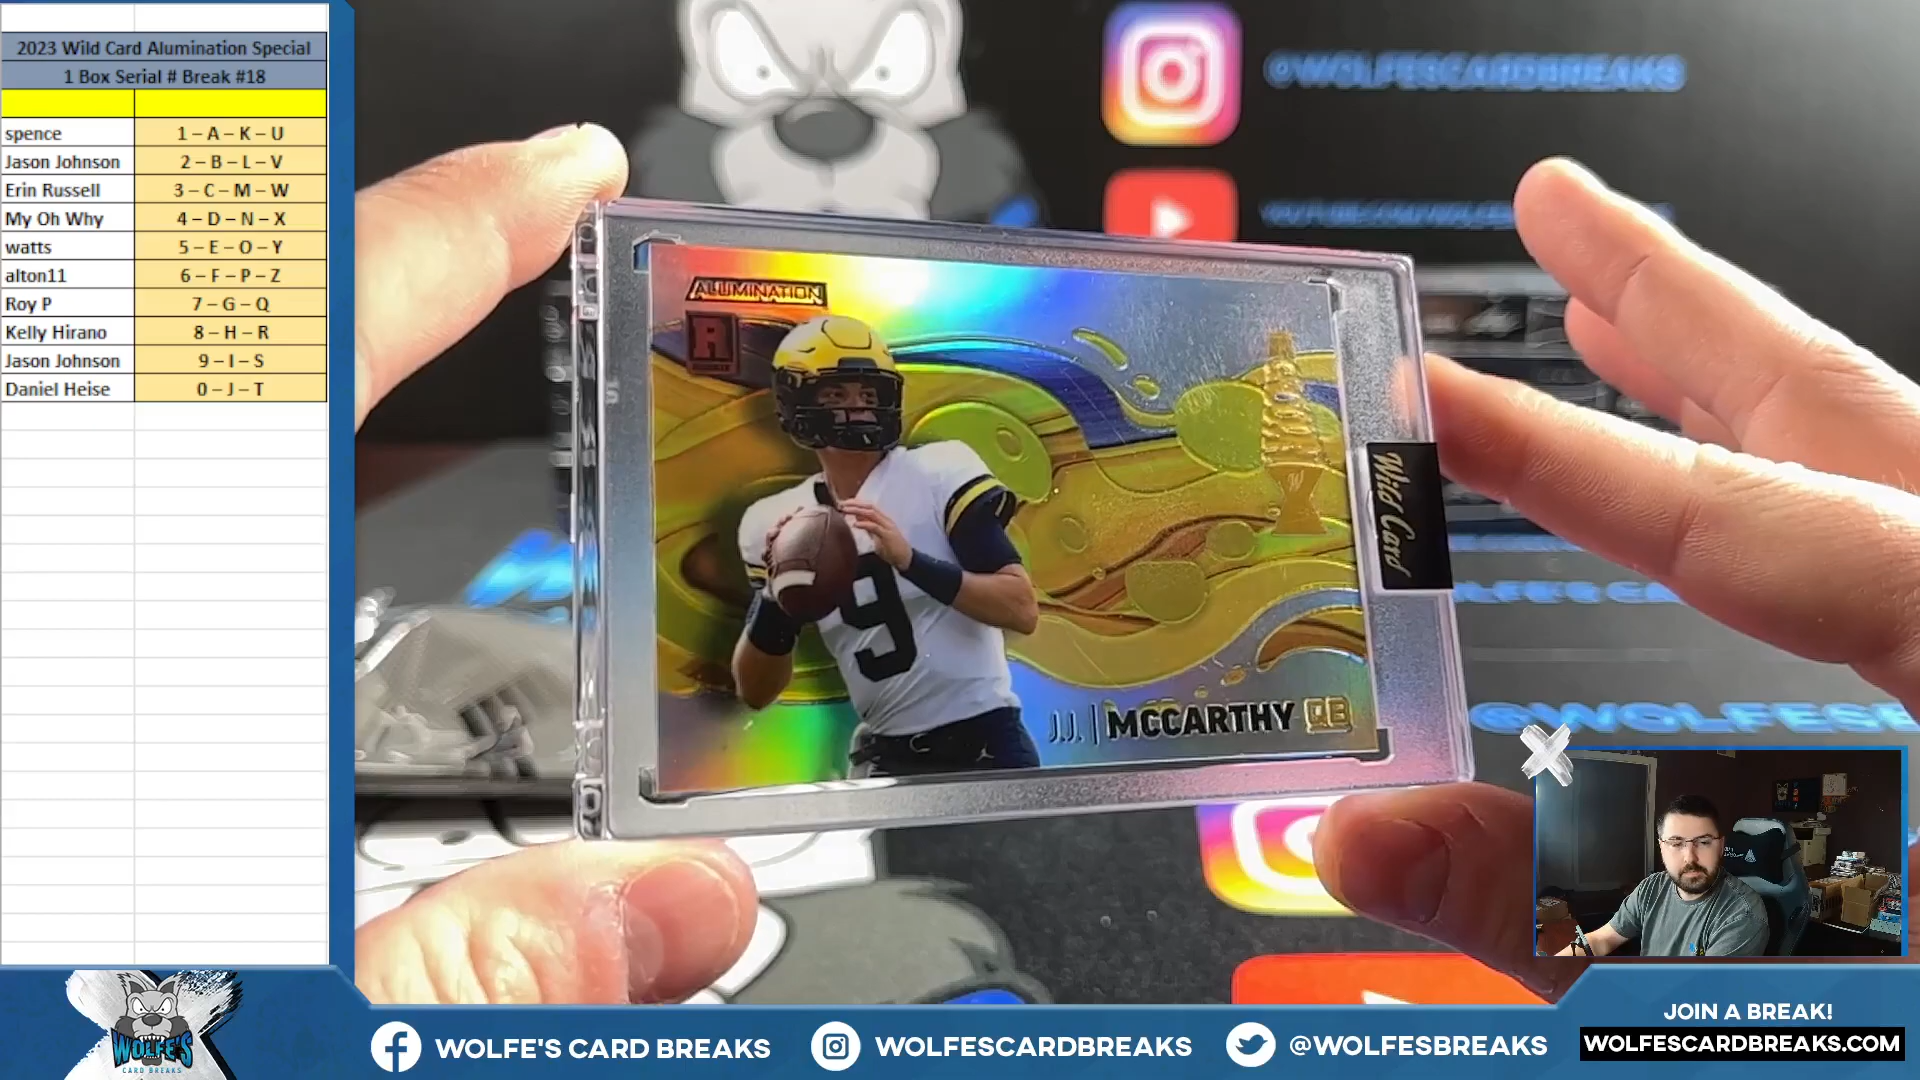 2023 Wild Card Alumination Special
1 Box Serial # Break #18
spence 1 – A – K – U
Jason Johnson 2 – B – L – V
Erin Russell 3 – C – M – W
My Oh Why 4 – D – N – X
watts 5 – E – O – Y
alton11 6 – F – P – Z
Roy P 7 – G – Q
Kelly Hirano 8 – H – R
Jason Johnson 9 – I – S
Daniel Heise 0 – J – T
@WOLFESCARDBREAKS
ALUMINATION
R
9
J.J. | MCCARTHY QB
Wild Card
WOLFE'S
CARD BREAKS
WOLFE'S CARD BREAKS
WOLFESCARDBREAKS
@WOLFESBREAKS
JOIN A BREAK!
WOLFESCARDBREAKS.COM